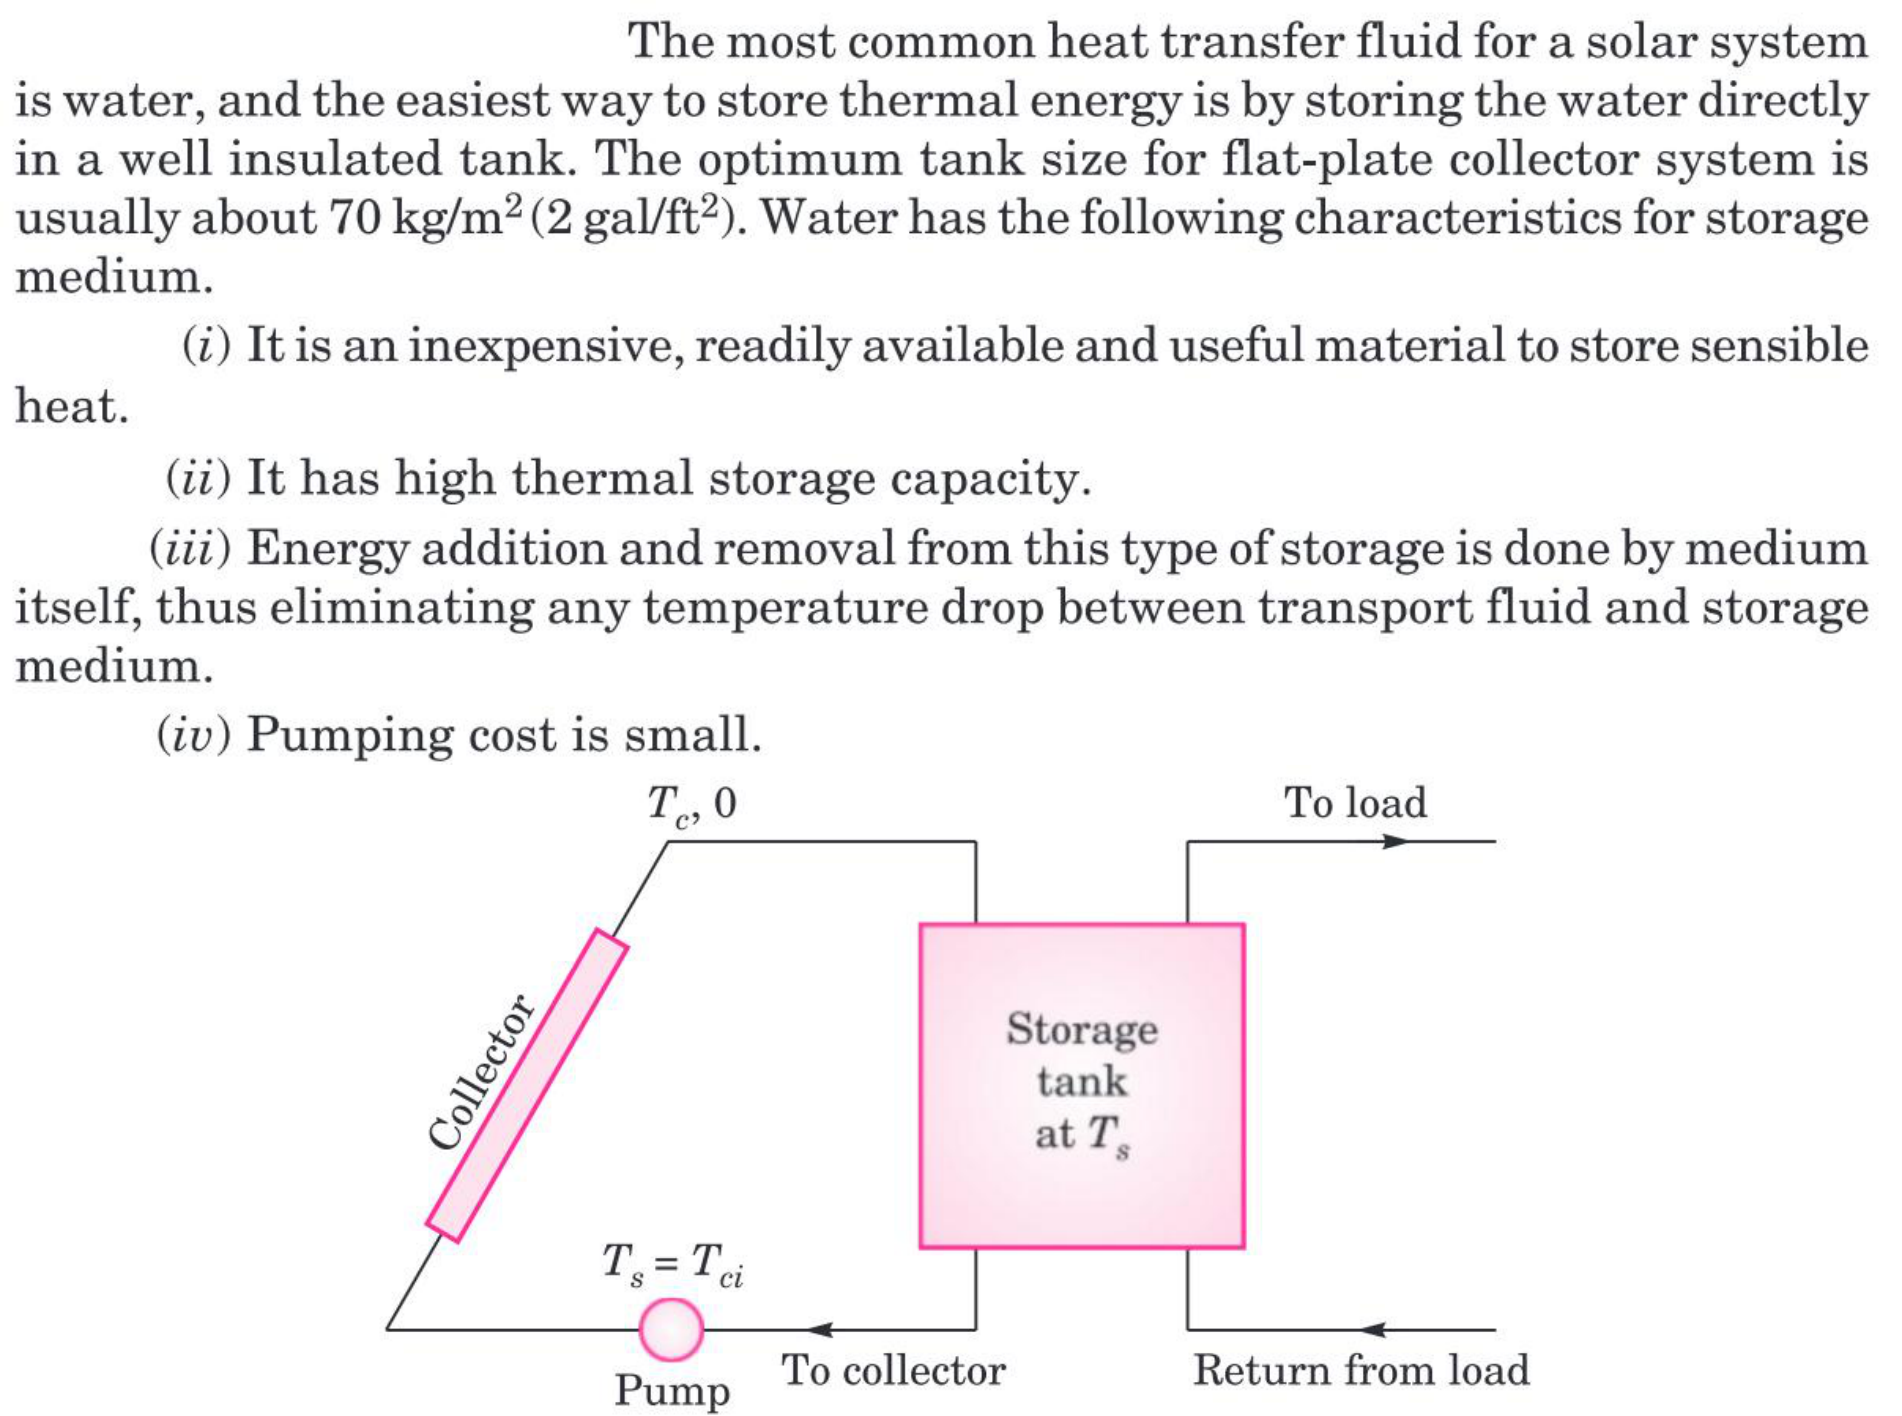 The most common heat transfer fluid for a solar system
is water, and the easiest way to store thermal energy is by storing the water directly
in a well insulated tank. The optimum tank size for flat-plate collector system is
usually about 70 kg/m² (2 gal/ft²). Water has the following characteristics for storage
medium.
(i) It is an inexpensive, readily available and useful material to store sensible
heat.
(ii) It has high thermal storage capacity.
(iii) Energy addition and removal from this type of storage is done by medium
itself, thus eliminating any temperature drop between transport fluid and storage
medium.
(iv) Pumping cost is small.
T_c, 0
To load
Collector
Storage
tank
at T_s
T_s = T_ci
Pump
To collector
Return from load